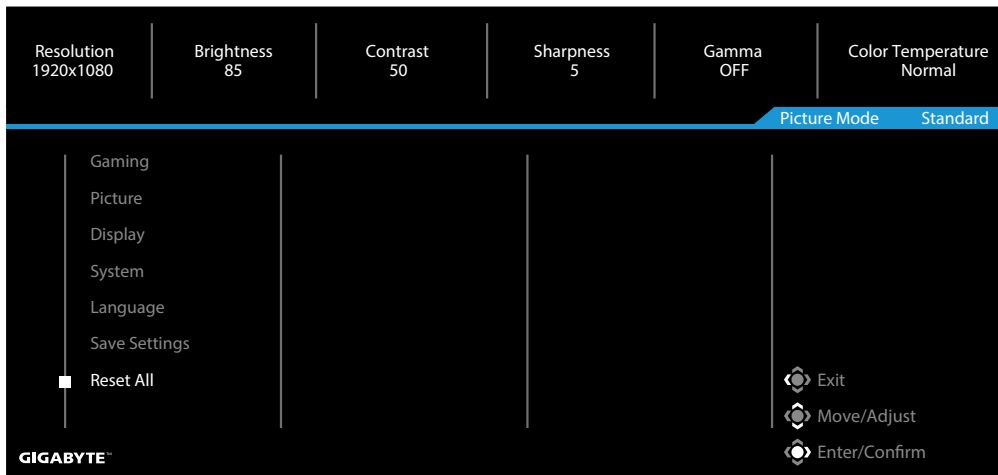 Resolution
1920x1080
Brightness
85
Contrast
50
Sharpness
5
Gamma
OFF
Color Temperature
Normal
Picture Mode Standard
Gaming
Picture
Display
System
Language
Save Settings
Reset All
Exit
Move/Adjust
Enter/Confirm
GIGABYTE™